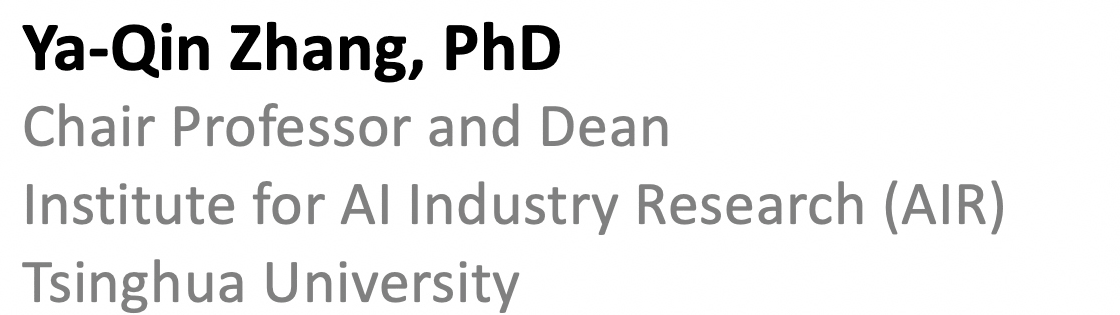 Ya-Qin Zhang, PhD
Chair Professor and Dean
Institute for AI Industry Research (AIR)
Tsinghua University